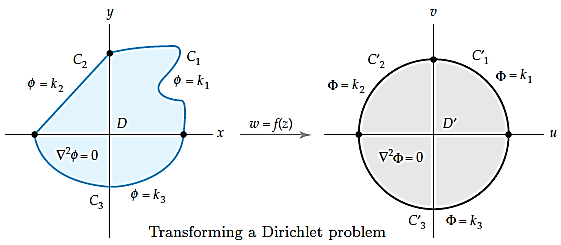 y
C₂
C₁
ϕ = k₂
ϕ = k₁
D
x
∇²ϕ = 0
C₃
ϕ = k₃
w = f(z)
v
C′₂
C′₁
Φ = k₂
Φ = k₁
D′
u
∇²Φ = 0
C′₃
Φ = k₃
Transforming a Dirichlet problem